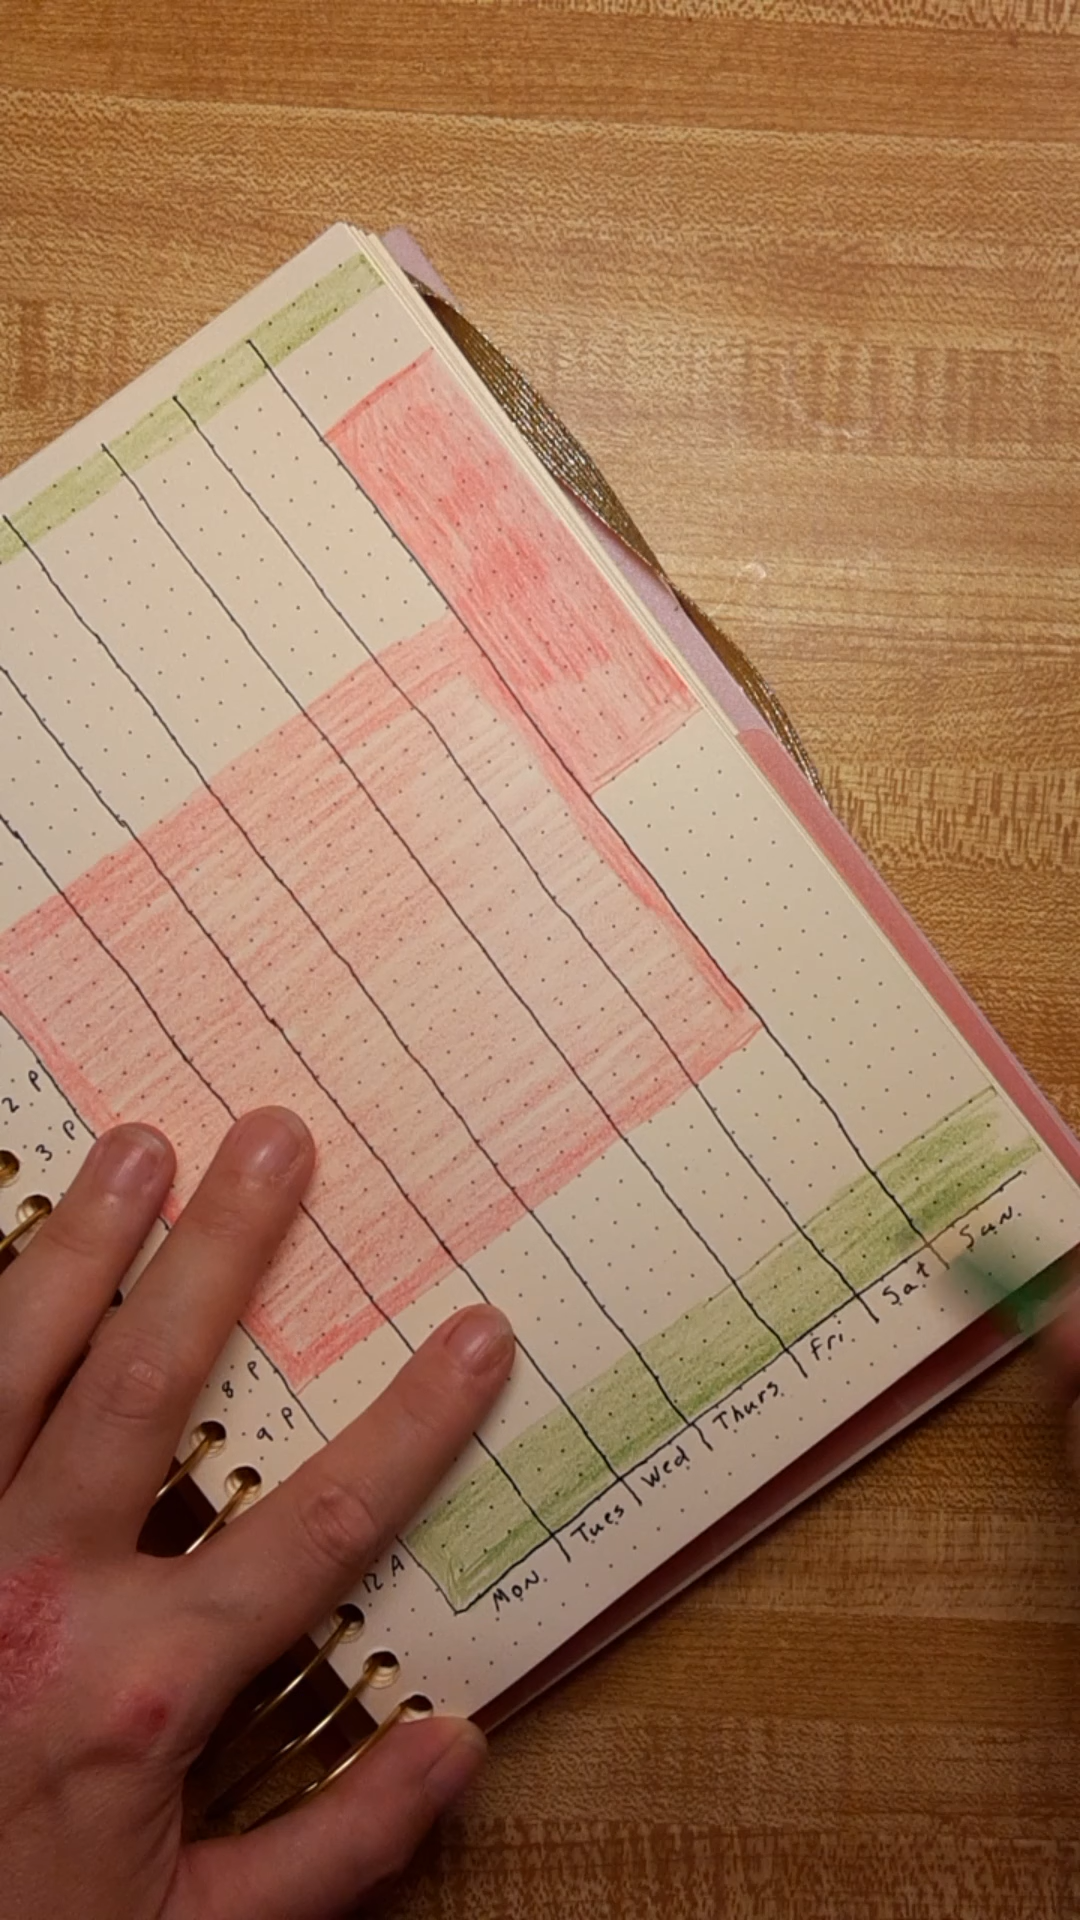 2 P
3 P
8 P
9 P
12 A
Mon. Tues Wed Thurs Fri. Sat Sun.